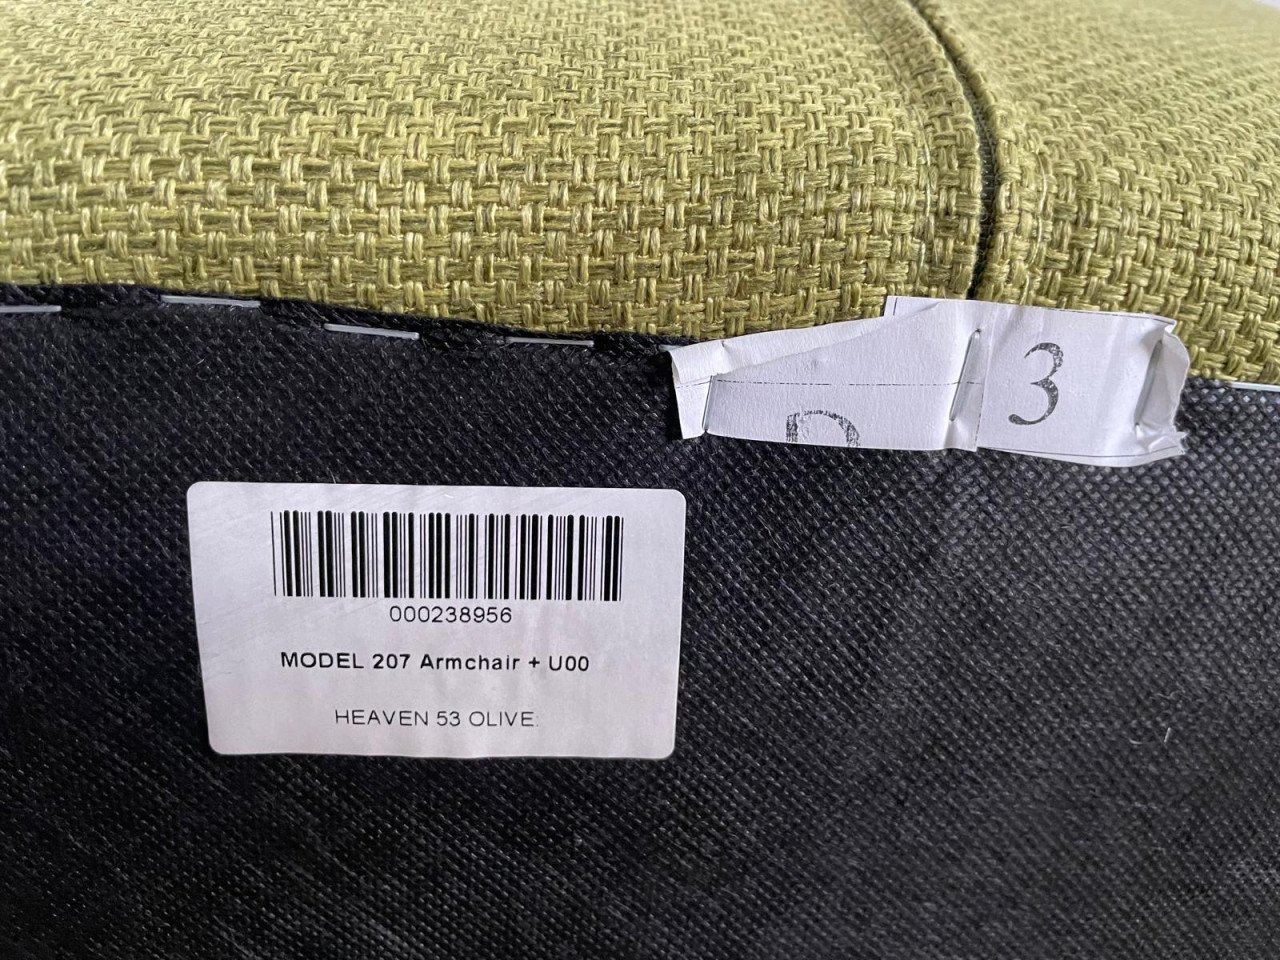 3
000238956
MODEL 207 Armchair + U00
HEAVEN 53 OLIVE.